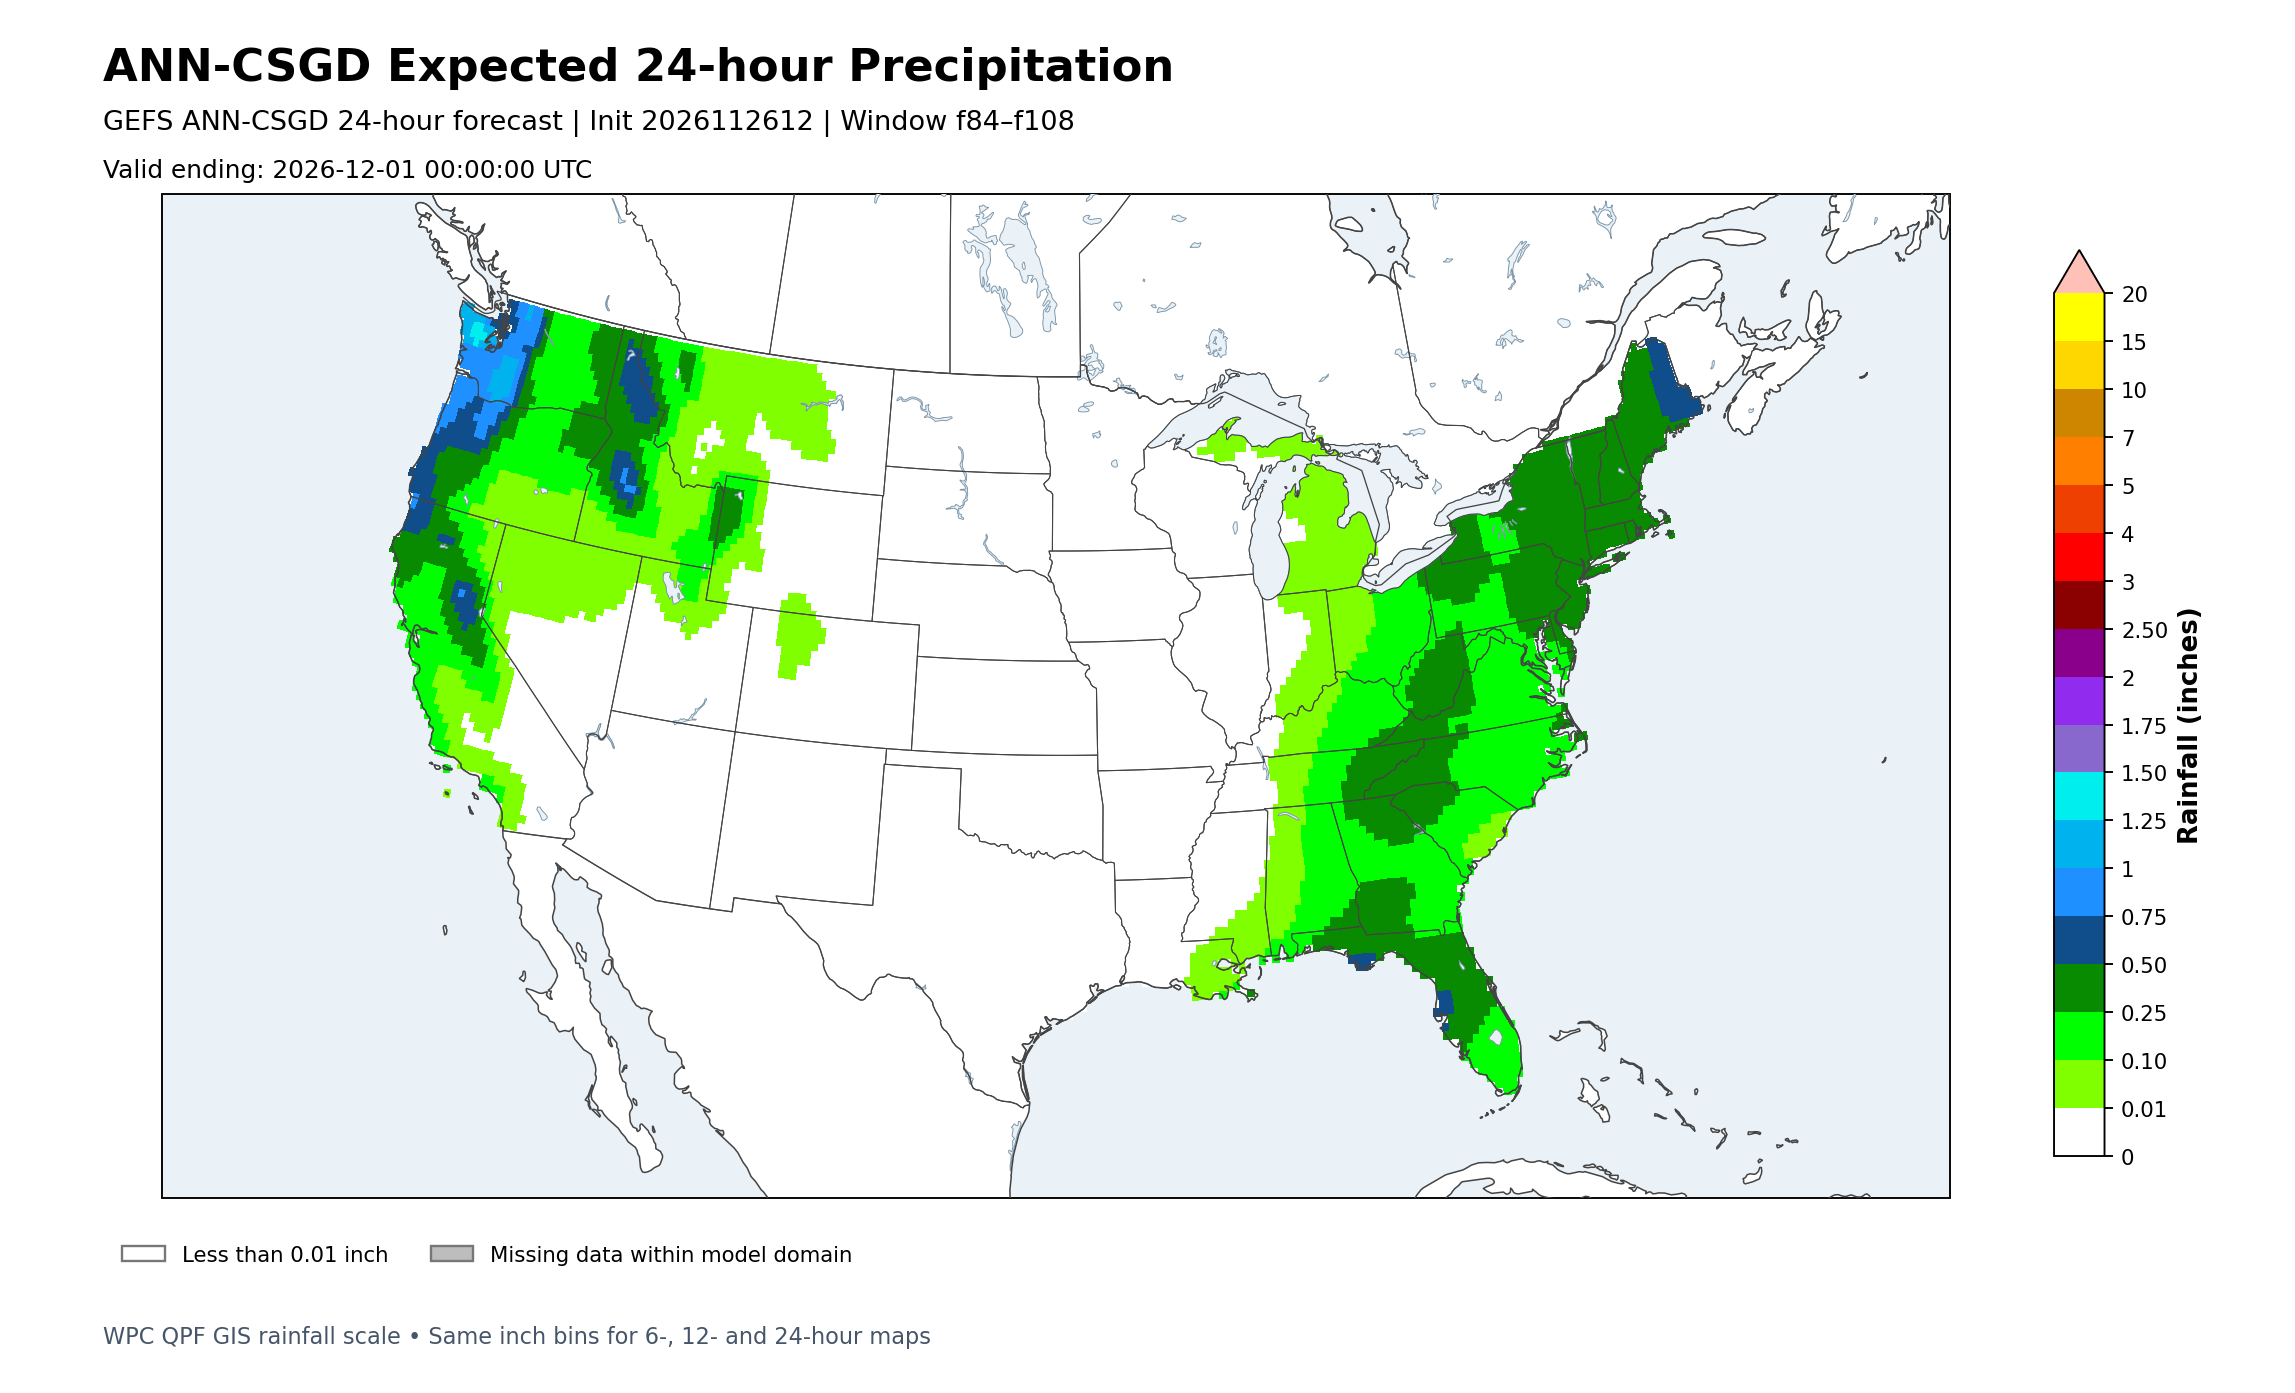 ANN-CSGD Expected 24-hour Precipitation
GEFS ANN-CSGD 24-hour forecast | Init 2026112612 | Window f84–f108
Valid ending: 2026-12-01 00:00:00 UTC
20
15
10
7
5
4
3
2.50
2
1.75
1.50
1.25
1
0.75
0.50
0.25
0.10
0.01
0
Rainfall (inches)
Less than 0.01 inch
Missing data within model domain
WPC QPF GIS rainfall scale • Same inch bins for 6-, 12- and 24-hour maps